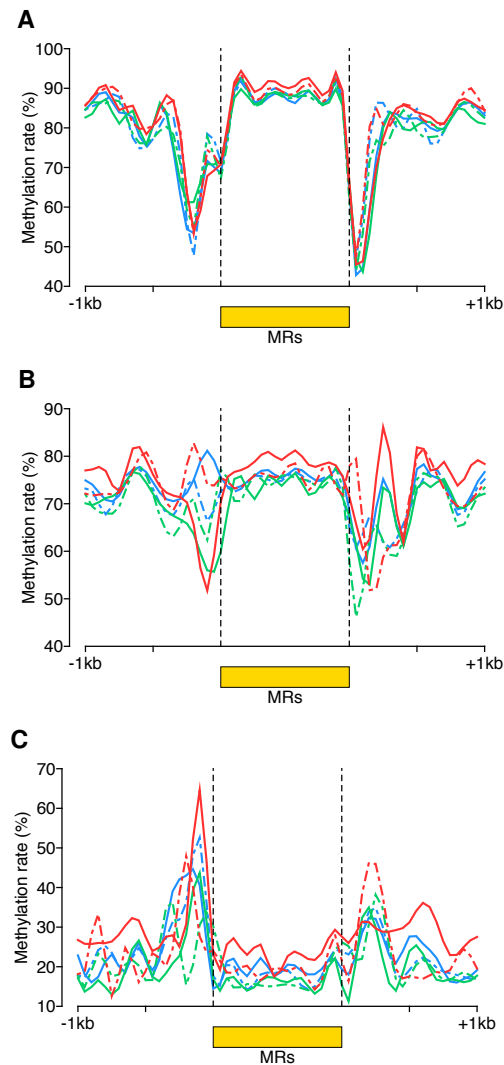 A
Methylation rate (%)
100
90
80
70
60
50
40
-1kb
+1kb
MRs
B
Methylation rate (%)
90
80
70
60
50
40
-1kb
+1kb
MRs
C
Methylation rate (%)
70
60
50
40
30
20
10
-1kb
+1kb
MRs